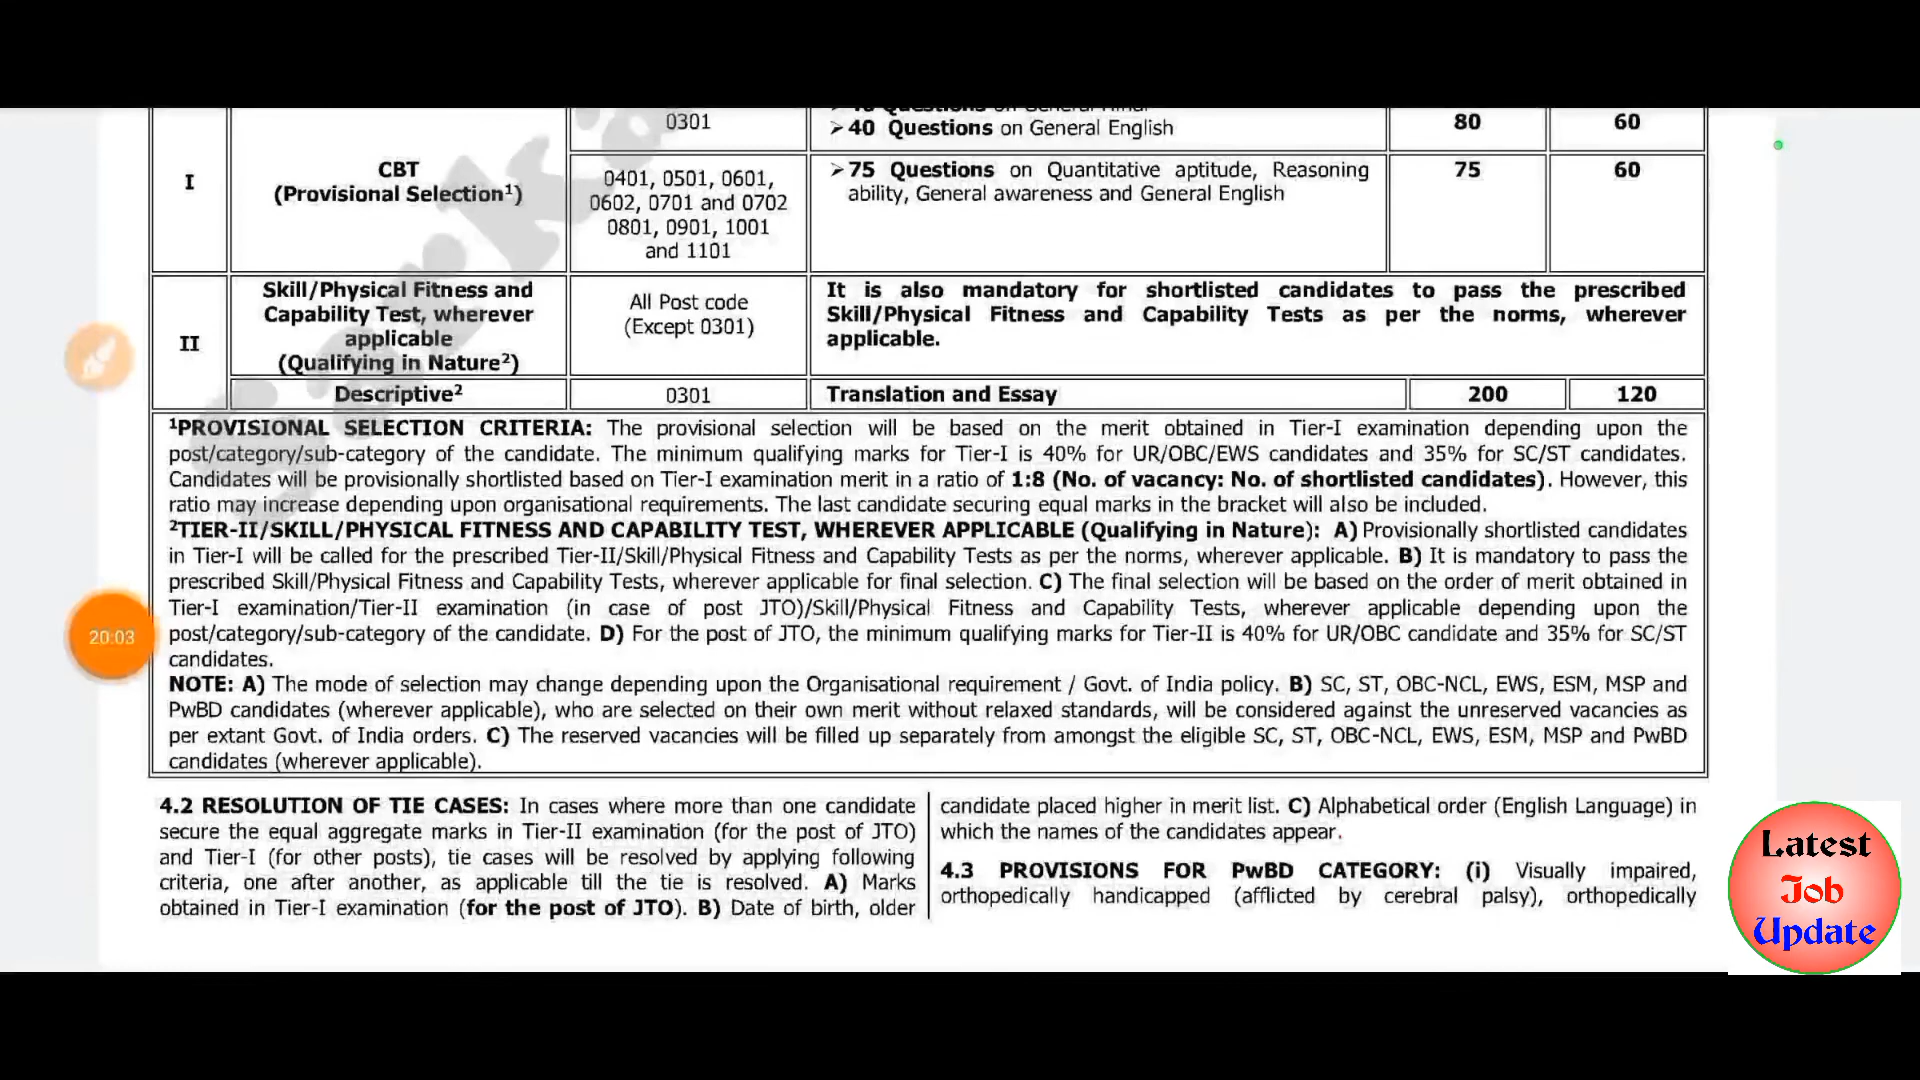 40 Questions on General Hindi
0301
➢40 Questions on General English
80
60
I
CBT
(Provisional Selection¹)
0401, 0501, 0601,
0602, 0701 and 0702
0801, 0901, 1001
and 1101
➢75 Questions on Quantitative aptitude, Reasoning
ability, General awareness and General English
75
60
II
Skill/Physical Fitness and
Capability Test, wherever
applicable
(Qualifying in Nature²)
All Post code
(Except 0301)
It is also mandatory for shortlisted candidates to pass the prescribed
Skill/Physical Fitness and Capability Tests as per the norms, wherever
applicable.
Descriptive²
0301
Translation and Essay
200
120
¹PROVISIONAL SELECTION CRITERIA: The provisional selection will be based on the merit obtained in Tier-I examination depending upon the
post/category/sub-category of the candidate. The minimum qualifying marks for Tier-I is 40% for UR/OBC/EWS candidates and 35% for SC/ST candidates.
Candidates will be provisionally shortlisted based on Tier-I examination merit in a ratio of 1:8 (No. of vacancy: No. of shortlisted candidates). However, this
ratio may increase depending upon organisational requirements. The last candidate securing equal marks in the bracket will also be included.
²TIER-II/SKILL/PHYSICAL FITNESS AND CAPABILITY TEST, WHEREVER APPLICABLE (Qualifying in Nature): A) Provisionally shortlisted candidates
in Tier-I will be called for the prescribed Tier-II/Skill/Physical Fitness and Capability Tests as per the norms, wherever applicable. B) It is mandatory to pass the
prescribed Skill/Physical Fitness and Capability Tests, wherever applicable for final selection. C) The final selection will be based on the order of merit obtained in
Tier-I examination/Tier-II examination (in case of post JTO)/Skill/Physical Fitness and Capability Tests, wherever applicable depending upon the
post/category/sub-category of the candidate. D) For the post of JTO, the minimum qualifying marks for Tier-II is 40% for UR/OBC candidate and 35% for SC/ST
candidates.
NOTE: A) The mode of selection may change depending upon the Organisational requirement / Govt. of India policy. B) SC, ST, OBC-NCL, EWS, ESM, MSP and
PwBD candidates (wherever applicable), who are selected on their own merit without relaxed standards, will be considered against the unreserved vacancies as
per extant Govt. of India orders. C) The reserved vacancies will be filled up separately from amongst the eligible SC, ST, OBC-NCL, EWS, ESM, MSP and PwBD
candidates (wherever applicable).
4.2 RESOLUTION OF TIE CASES: In cases where more than one candidate
secure the equal aggregate marks in Tier-II examination (for the post of JTO)
and Tier-I (for other posts), tie cases will be resolved by applying following
criteria, one after another, as applicable till the tie is resolved. A) Marks
obtained in Tier-I examination (for the post of JTO). B) Date of birth, older
candidate placed higher in merit list. C) Alphabetical order (English Language) in
which the names of the candidates appear.
4.3 PROVISIONS FOR PwBD CATEGORY: (i) Visually impaired,
orthopedically handicapped (afflicted by cerebral palsy), orthopedically
20:03
Latest
Job
Update